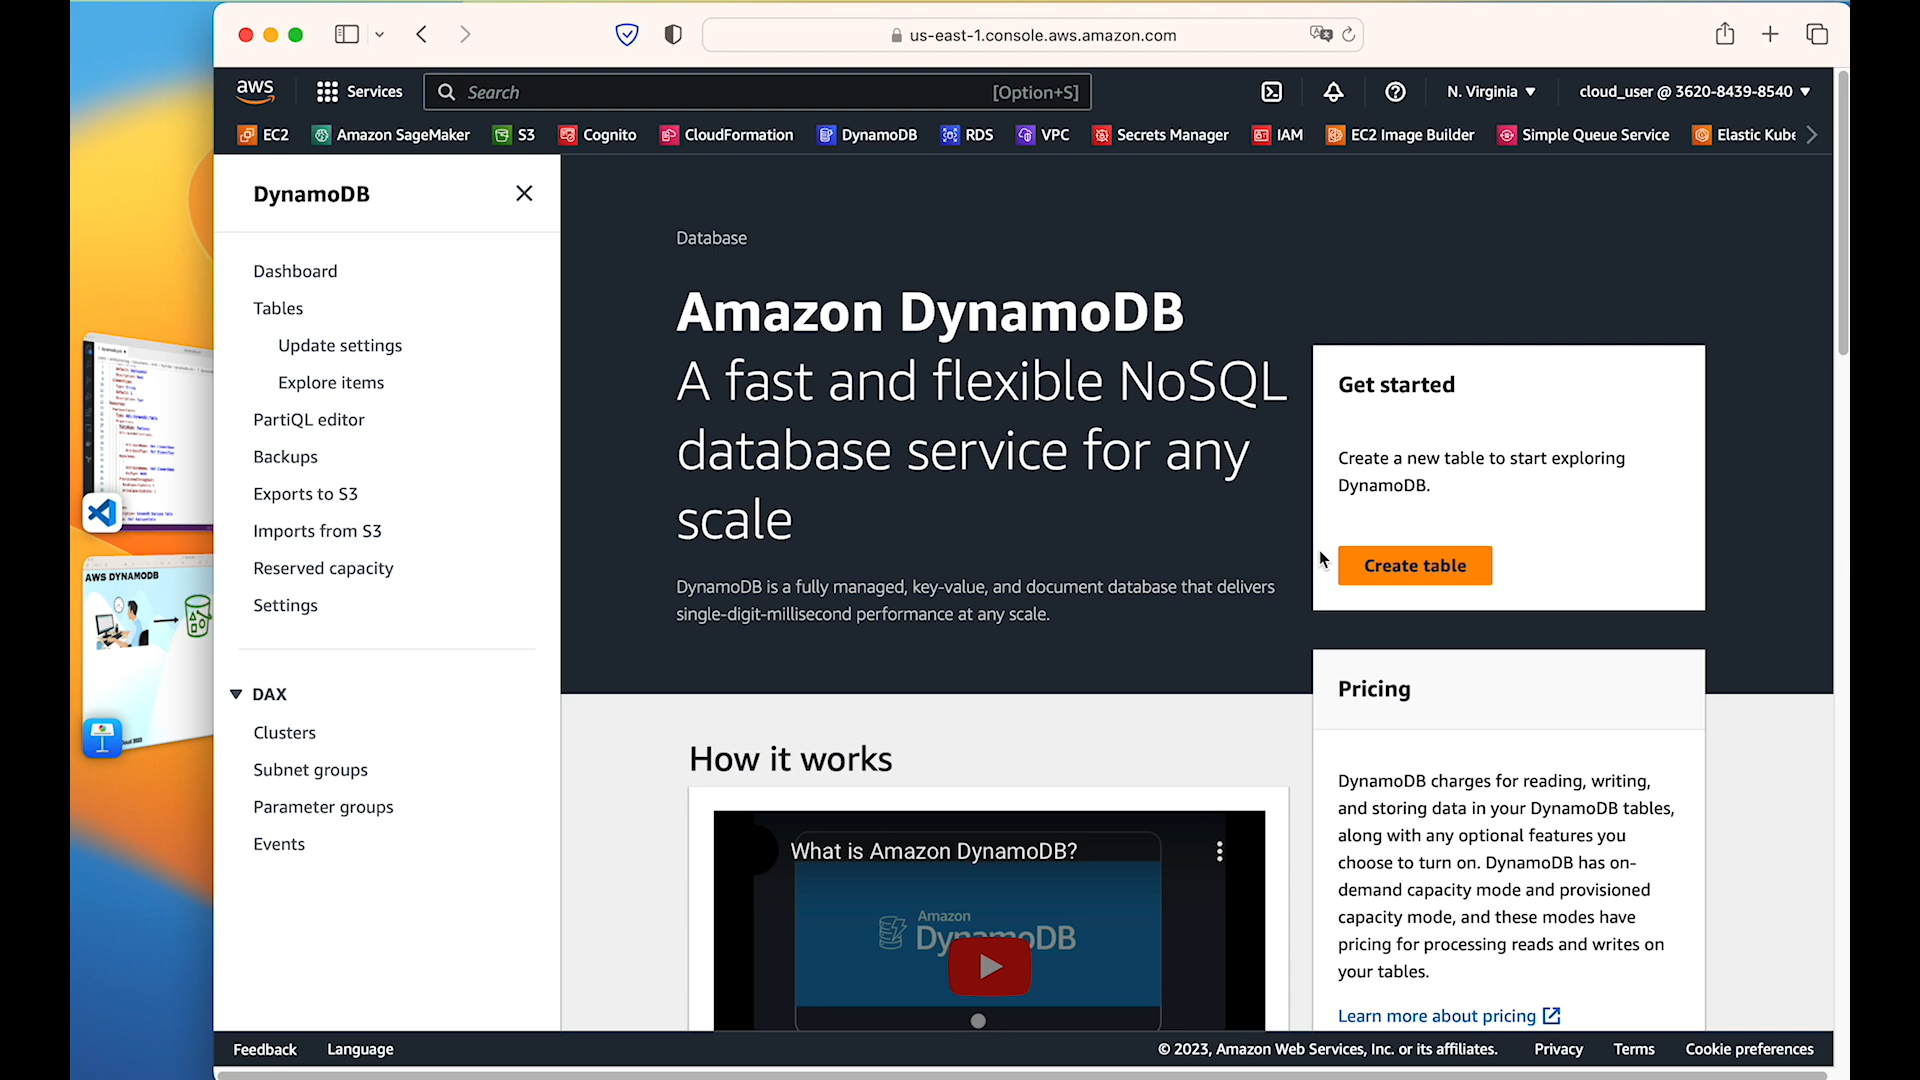 us-east-1.console.aws.amazon.com
aws
Services
Search
[Option+S]
N. Virginia
cloud_user @ 3620-8439-8540
EC2
Amazon SageMaker
S3
Cognito
CloudFormation
DynamoDB
RDS
VPC
Secrets Manager
IAM
EC2 Image Builder
Simple Queue Service
Elastic Kube
DynamoDB
Dashboard
Tables
Update settings
Explore items
PartiQL editor
Backups
Exports to S3
Imports from S3
Reserved capacity
Settings
DAX
Clusters
Subnet groups
Parameter groups
Events
Database
Amazon DynamoDB
A fast and flexible NoSQL
database service for any
scale
DynamoDB is a fully managed, key-value, and document database that delivers
single-digit-millisecond performance at any scale.
Get started
Create a new table to start exploring
DynamoDB.
Create table
How it works
What is Amazon DynamoDB?
Amazon
DynamoDB
Pricing
DynamoDB charges for reading, writing,
and storing data in your DynamoDB tables,
along with any optional features you
choose to turn on. DynamoDB has on-
demand capacity mode and provisioned
capacity mode, and these modes have
pricing for processing reads and writes on
your tables.
Learn more about pricing
AWS DYNAMODB
Feedback
Language
© 2023, Amazon Web Services, Inc. or its affiliates.
Privacy
Terms
Cookie preferences